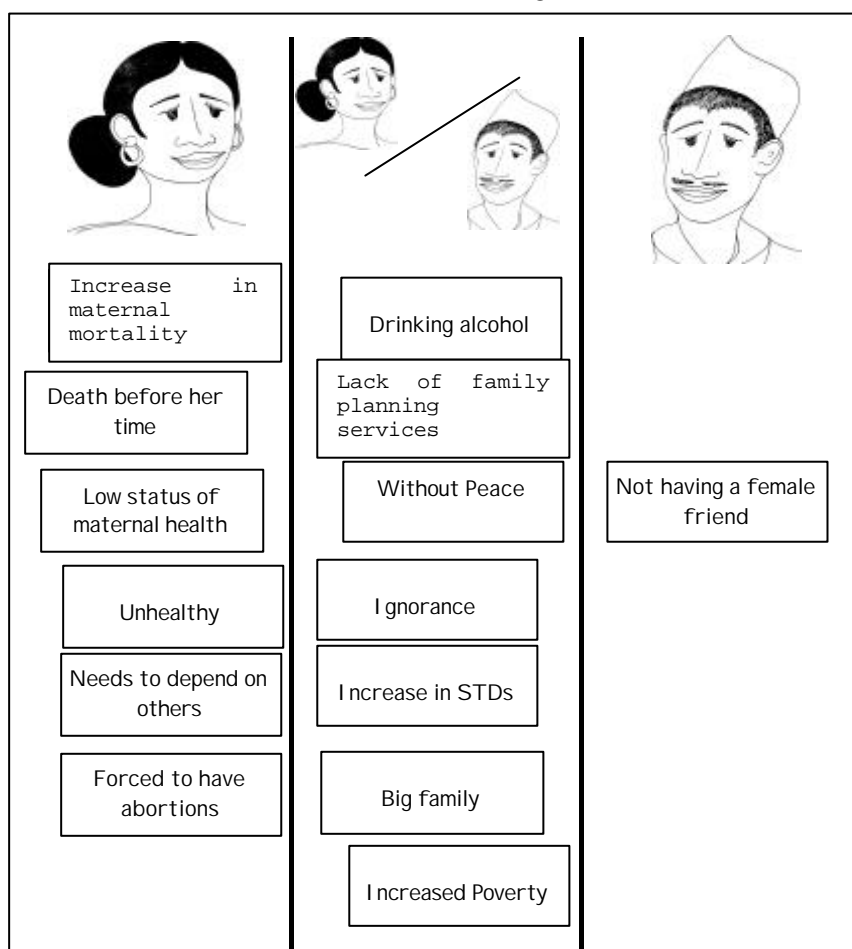 Increase in
maternal
mortality
Death before her
time
Low status of
maternal health
Unhealthy
Needs to depend on
others
Forced to have
abortions
Drinking alcohol
Lack of family
planning
services
Without Peace
Ignorance
Increase in STDs
Big family
Increased Poverty
Not having a female
friend